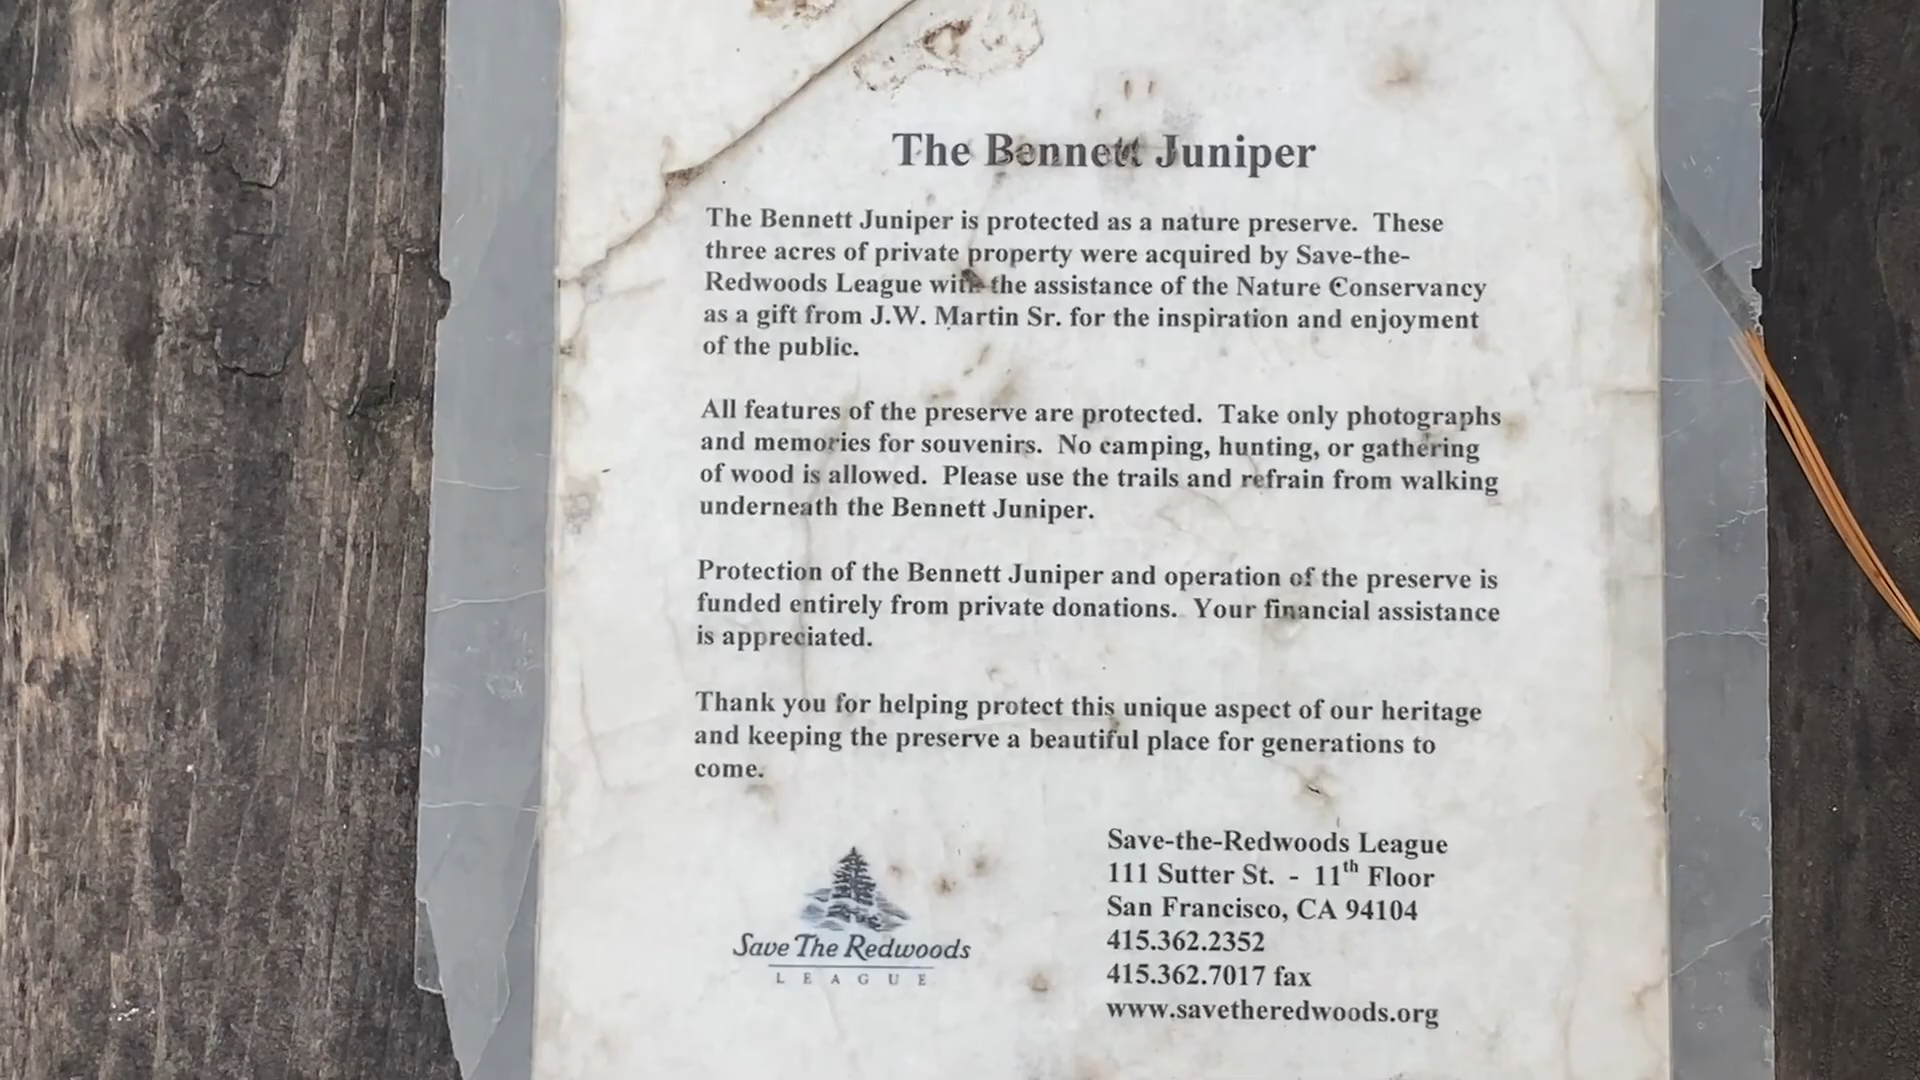 The Bennett Juniper
The Bennett Juniper is protected as a nature preserve. These
three acres of private property were acquired by Save-the-
Redwoods League with the assistance of the Nature Conservancy
as a gift from J.W. Martin Sr. for the inspiration and enjoyment
of the public.
All features of the preserve are protected. Take only photographs
and memories for souvenirs. No camping, hunting, or gathering
of wood is allowed. Please use the trails and refrain from walking
underneath the Bennett Juniper.
Protection of the Bennett Juniper and operation of the preserve is
funded entirely from private donations. Your financial assistance
is appreciated.
Thank you for helping protect this unique aspect of our heritage
and keeping the preserve a beautiful place for generations to
come.
Save The Redwoods
LEAGUE
Save-the-Redwoods League
111 Sutter St. - 11th Floor
San Francisco, CA 94104
415.362.2352
415.362.7017 fax
www.savetheredwoods.org